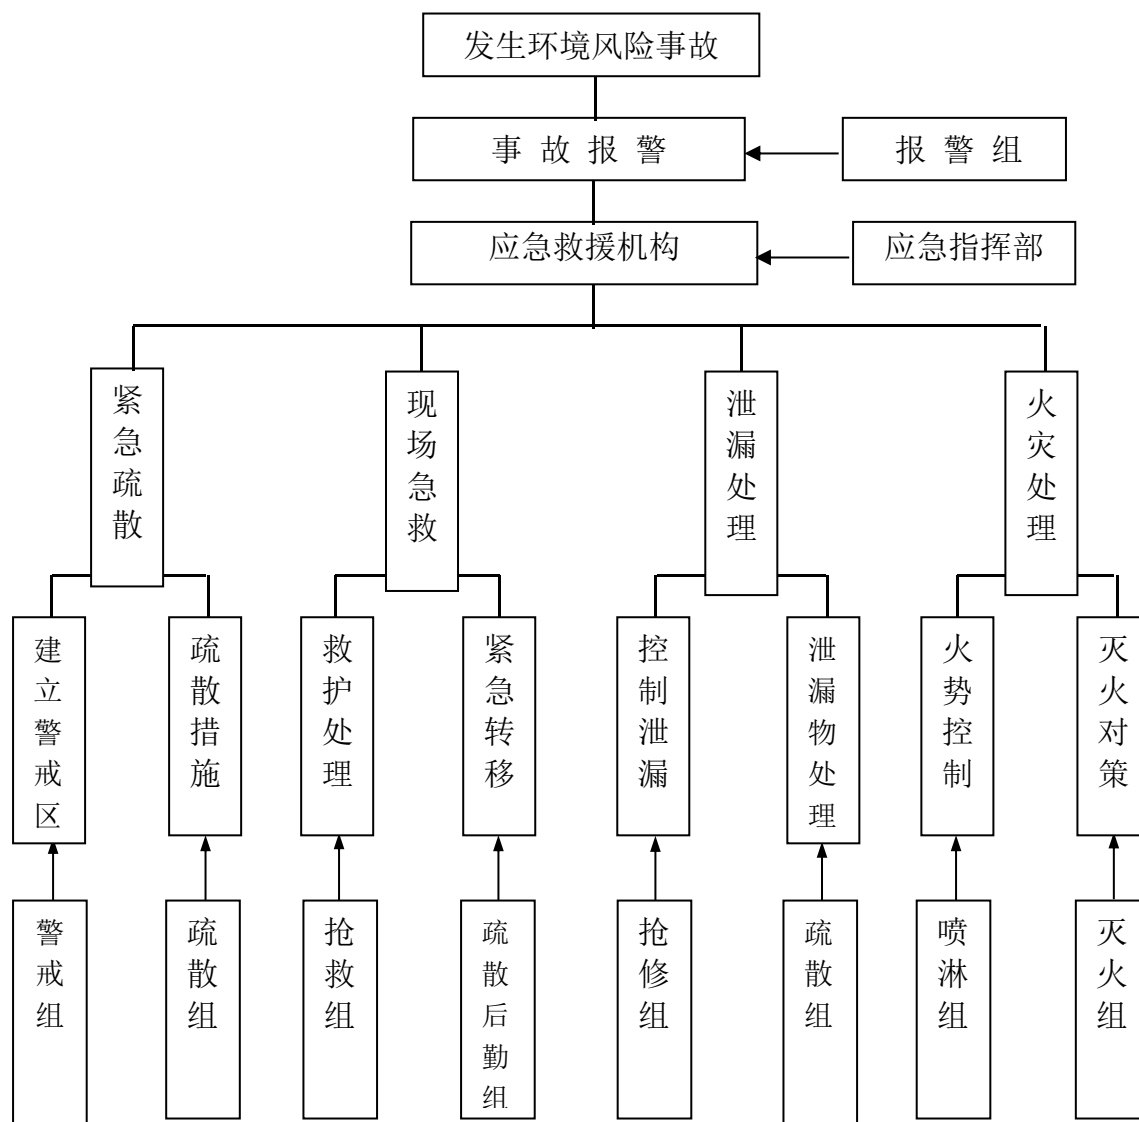 发生环境风险事故
事 故 报 警
报 警 组
应急救援机构
应急指挥部
紧急疏散
现场急救
泄漏处理
火灾处理
建立警戒区
疏散措施
救护处理
紧急转移
控制泄漏
泄漏物处理
火势控制
灭火对策
警戒组
疏散组
抢救组
疏散后勤组
抢修组
疏散组
喷淋组
灭火组